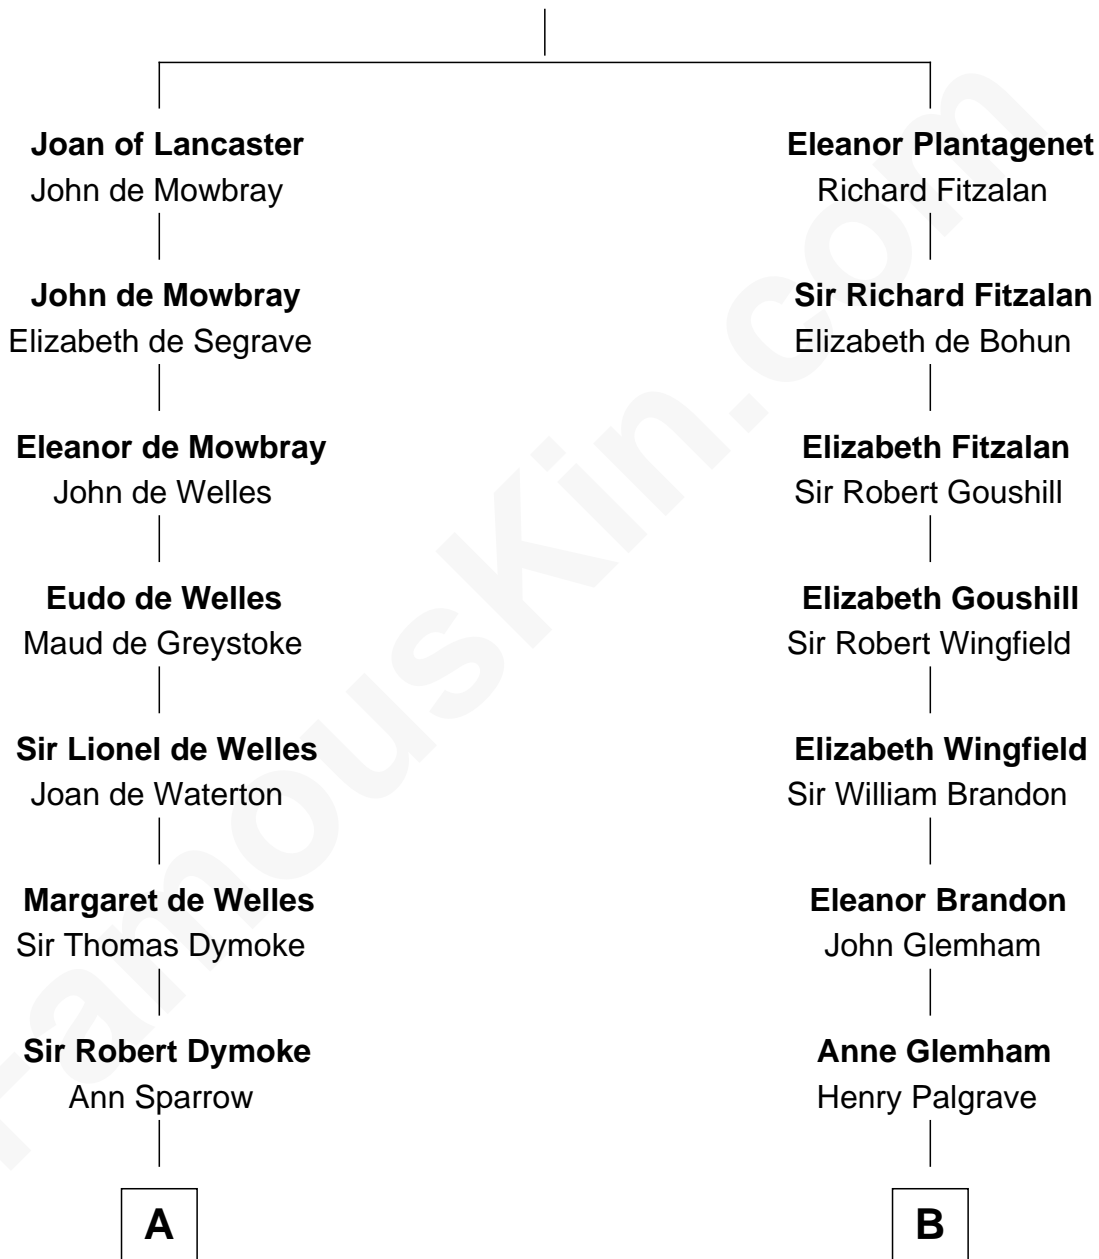 Joan of Lancaster
John de Mowbray
John de Mowbray
Elizabeth de Segrave
Eleanor de Mowbray
John de Welles
Eudo de Welles
Maud de Greystoke
Sir Lionel de Welles
Joan de Waterton
Margaret de Welles
Sir Thomas Dymoke
Sir Robert Dymoke
Ann Sparrow
A
Eleanor Plantagenet
Richard Fitzalan
Sir Richard Fitzalan
Elizabeth de Bohun
Elizabeth Fitzalan
Sir Robert Goushill
Elizabeth Goushill
Sir Robert Wingfield
Elizabeth Wingfield
Sir William Brandon
Eleanor Brandon
John Glemham
Anne Glemham
Henry Palgrave
B
FamousKin.com